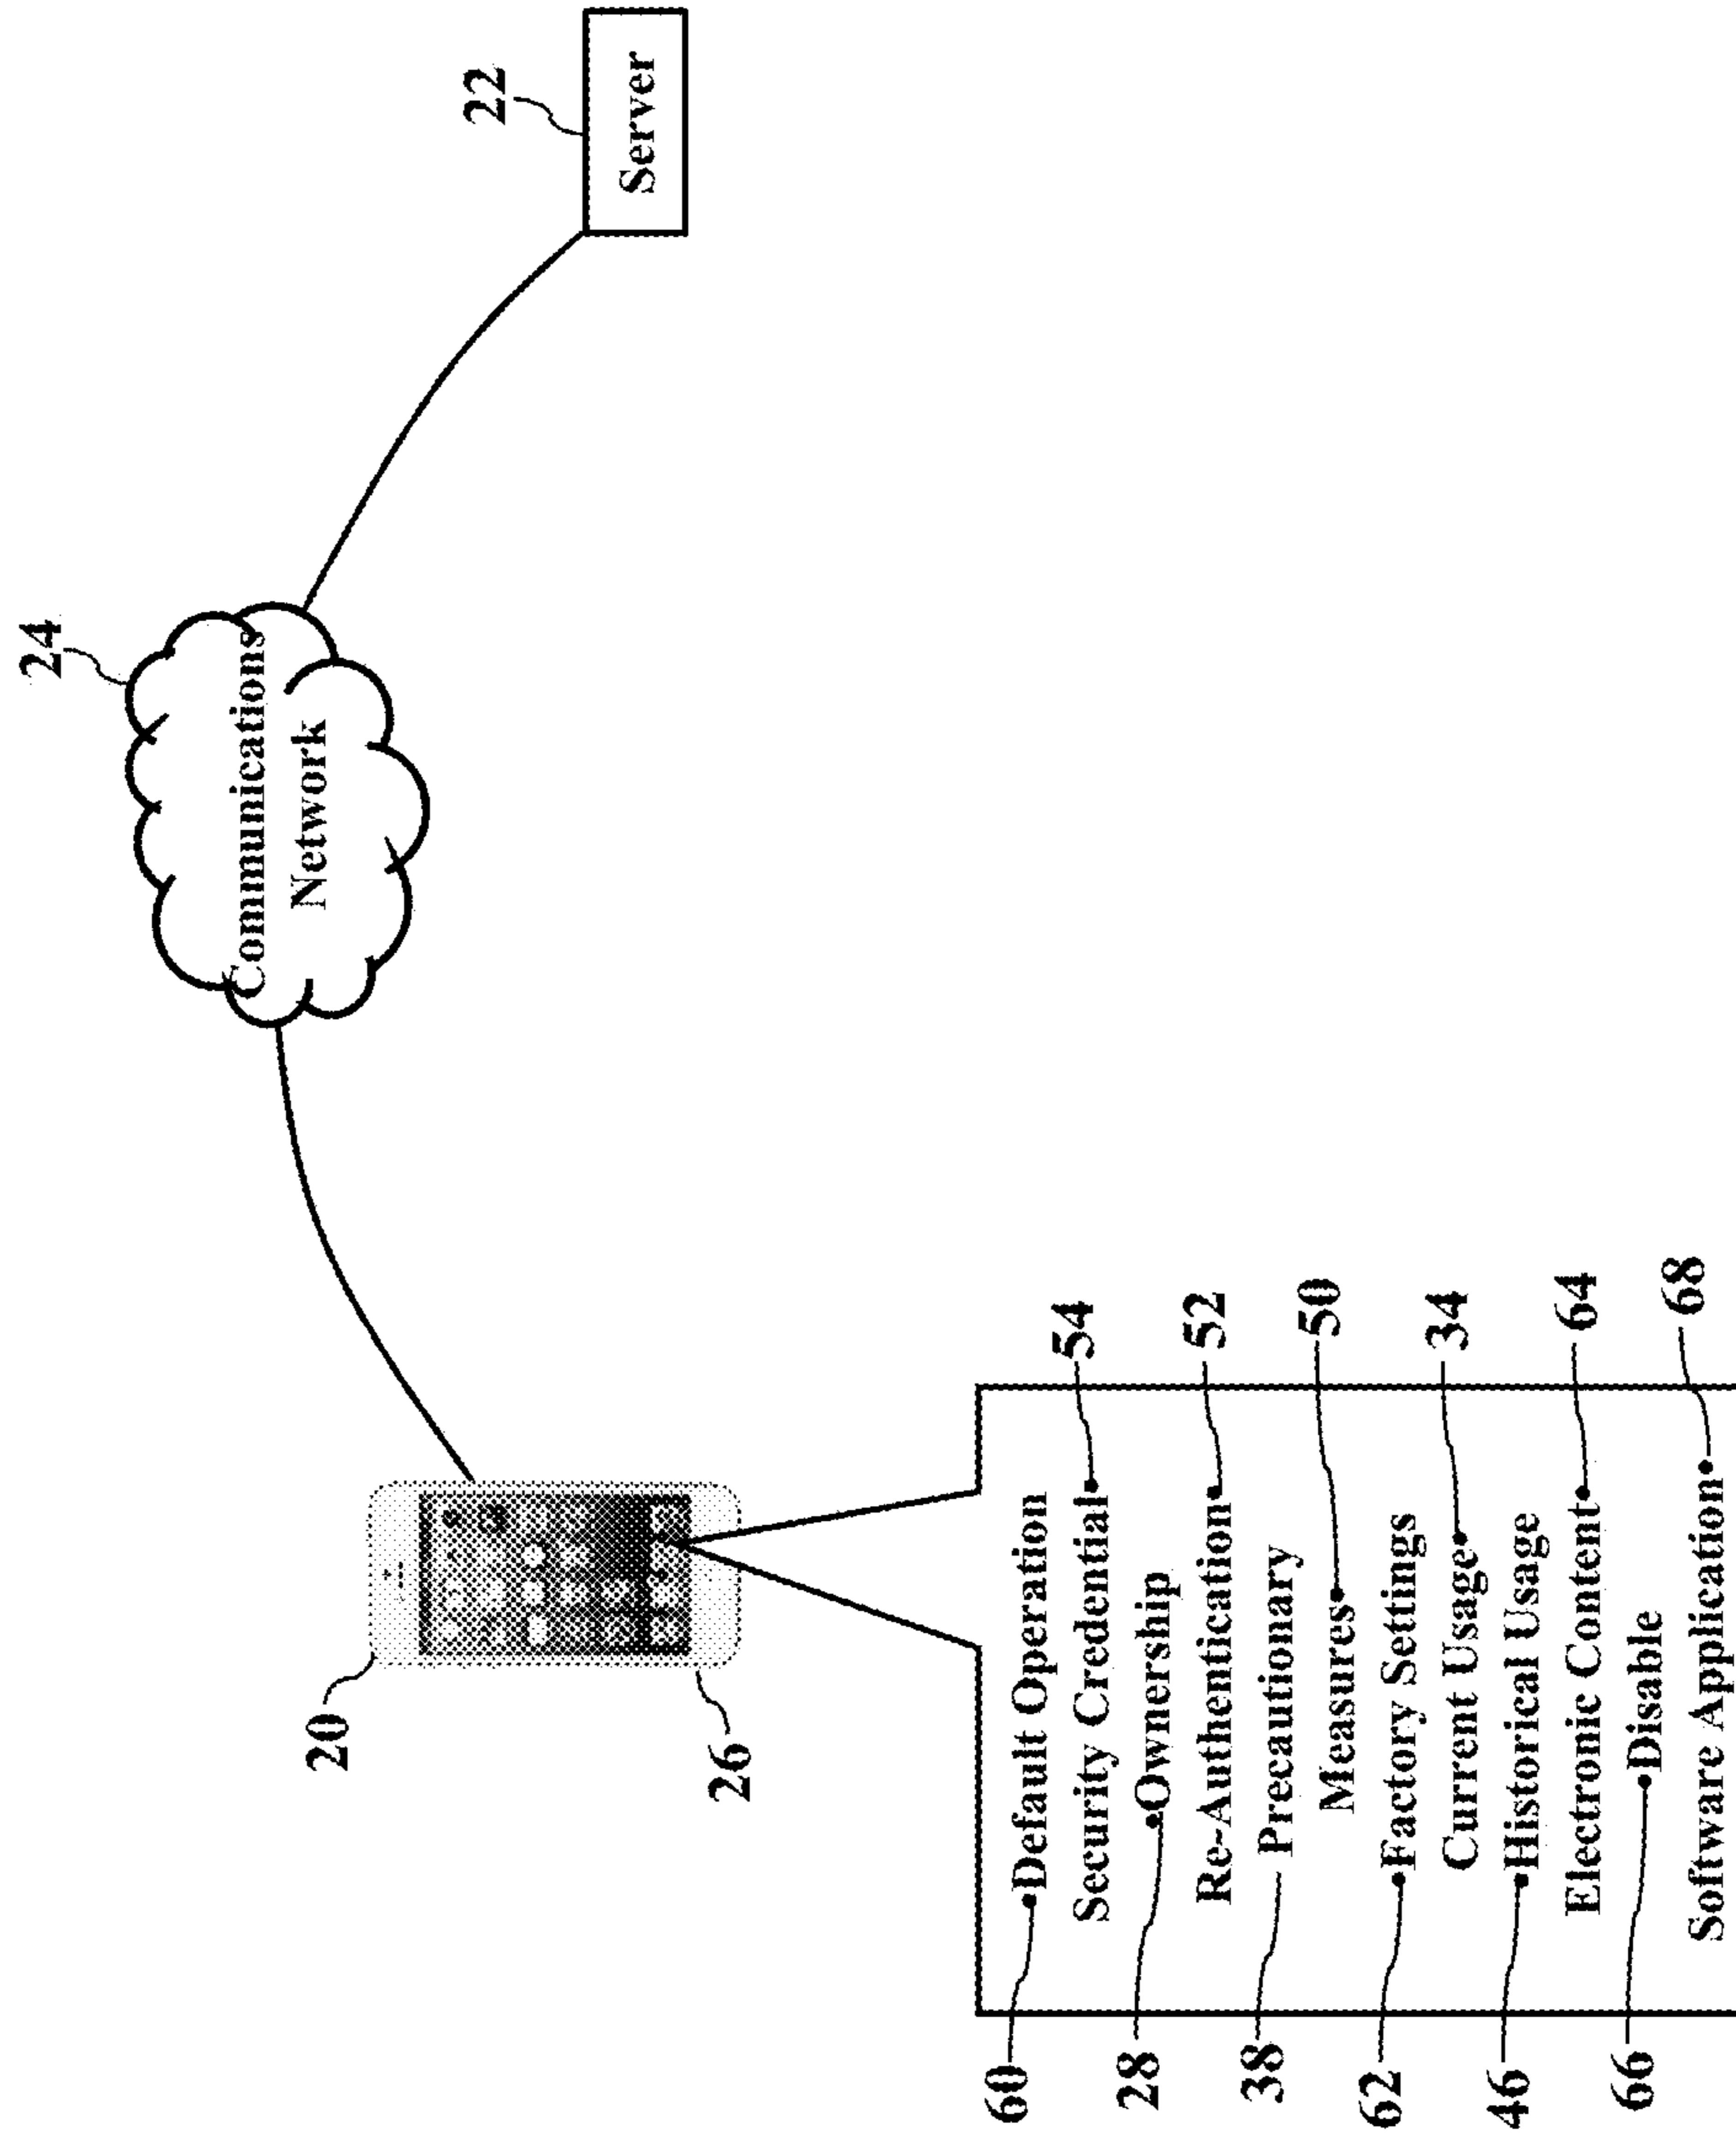 24
Communications
Network
22
Server
20
26
60 Default Operation
Security Credential 54
28 Ownership
Re-Authentication 52
38 Precautionary
Measures 50
62 Factory Settings
Current Usage 34
46 Historical Usage
Electronic Content 64
66 Disable
Software Application 68